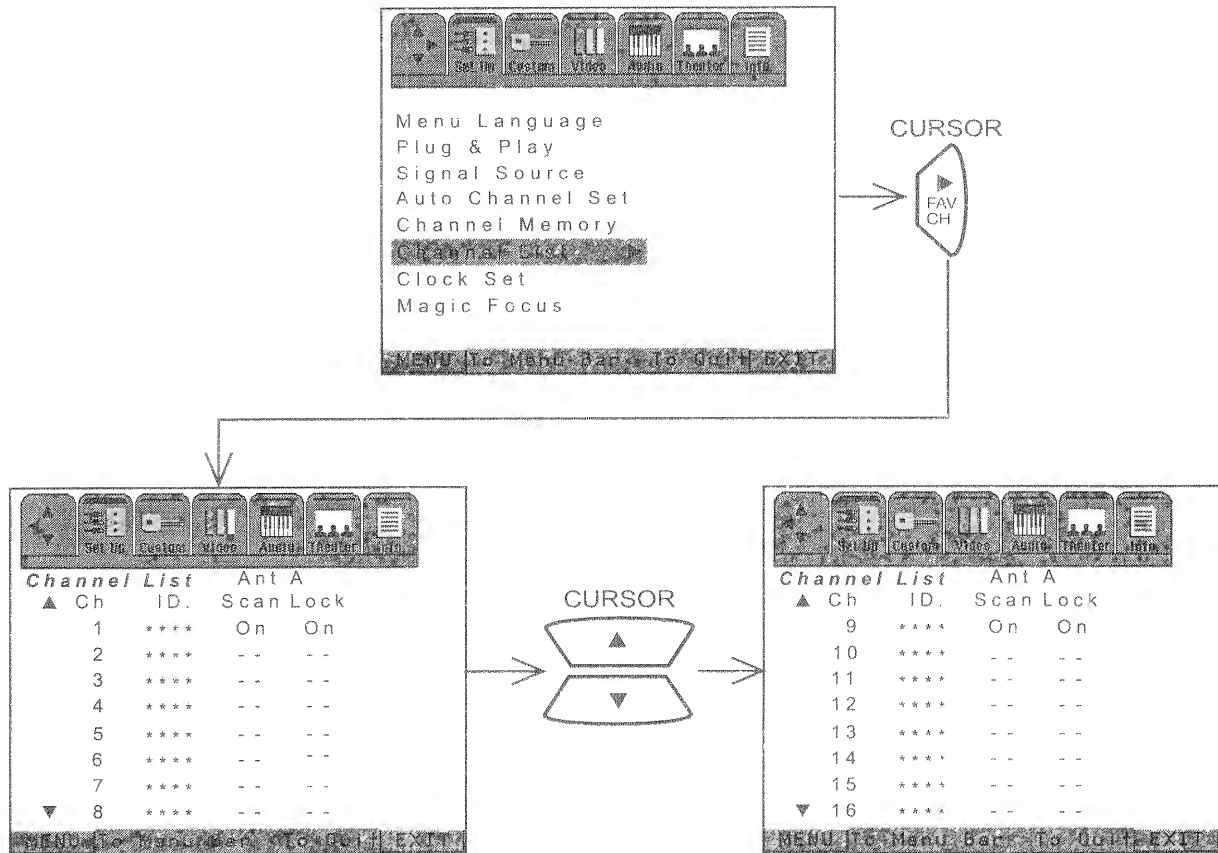 Set Up Custom Video Audio Theater Info
Menu Language
Plug & Play
Signal Source
Auto Channel Set
Channel Memory
Channel List
Clock Set
Magic Focus
MENU To Menu Bar To Quit EXIT
CURSOR
FAV
CH
Set Up Custom Video Audio Theater Info
Channel List Ant A
Ch ID. Scan Lock
1 **** On On
2 **** -- --
3 **** -- --
4 **** -- --
5 **** -- --
6 **** -- --
7 **** -- --
8 **** -- --
MENU To Menu Bar To Quit EXIT
CURSOR
Set Up Custom Video Audio Theater Info
Channel List Ant A
Ch ID. Scan Lock
9 **** On On
10 **** -- --
11 **** -- --
12 **** -- --
13 **** -- --
14 **** -- --
15 **** -- --
16 **** -- --
MENU To Menu Bar To Quit EXIT